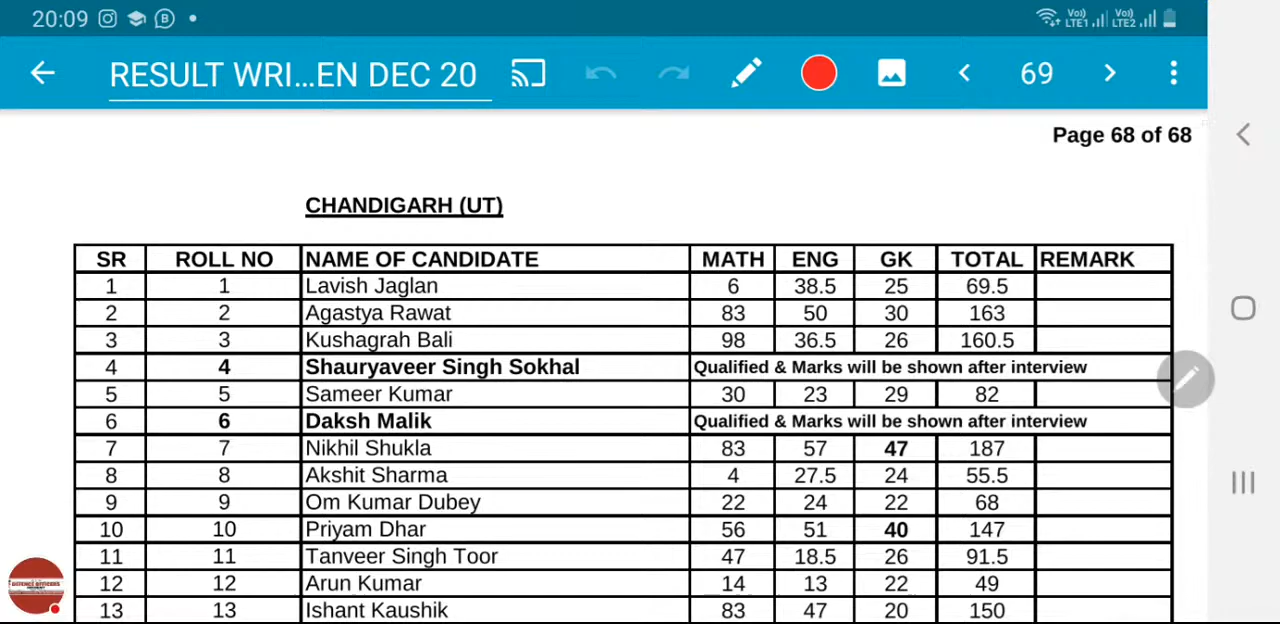 20:09
Vo) LTE1 Vo) LTE2
RESULT WRI...EN DEC 20 69
Page 68 of 68
CHANDIGARH (UT)
SR ROLL NO NAME OF CANDIDATE MATH ENG GK TOTAL REMARK
1 1 Lavish Jaglan 6 38.5 25 69.5
2 2 Agastya Rawat 83 50 30 163
3 3 Kushagrah Bali 98 36.5 26 160.5
4 4 Shauryaveer Singh Sokhal Qualified & Marks will be shown after interview
5 5 Sameer Kumar 30 23 29 82
6 6 Daksh Malik Qualified & Marks will be shown after interview
7 7 Nikhil Shukla 83 57 47 187
8 8 Akshit Sharma 4 27.5 24 55.5
9 9 Om Kumar Dubey 22 24 22 68
10 10 Priyam Dhar 56 51 40 147
11 11 Tanveer Singh Toor 47 18.5 26 91.5
12 12 Arun Kumar 14 13 22 49
13 13 Ishant Kaushik 83 47 20 150
DEFENCE OFFICERS